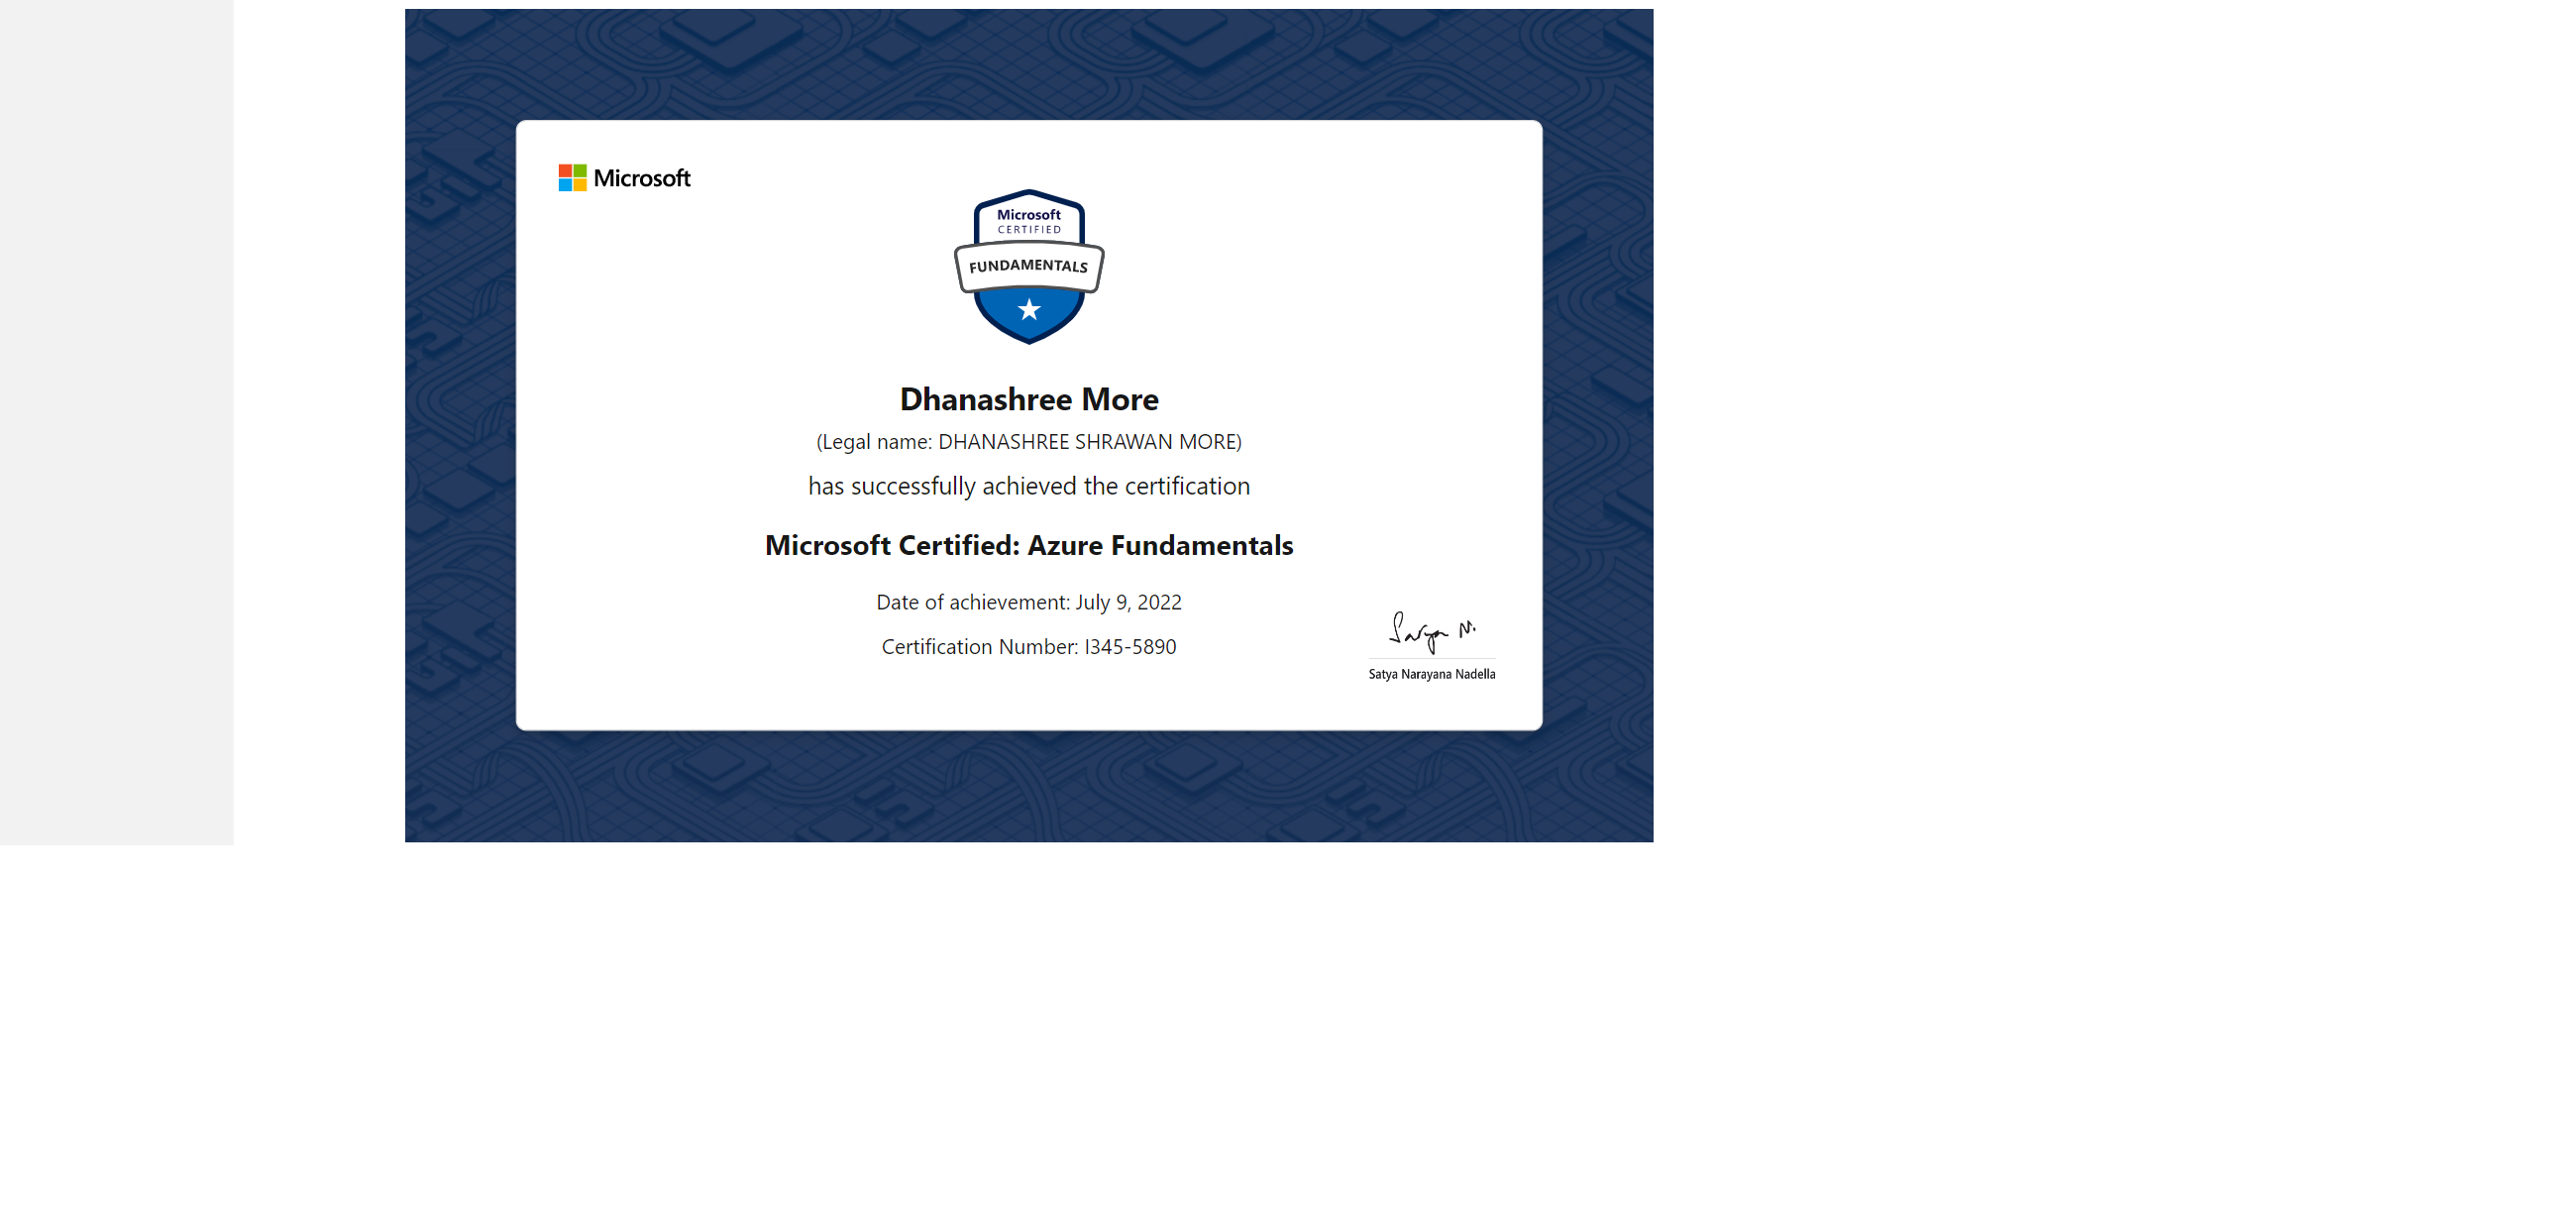 Microsoft
Microsoft
CERTIFIED
FUNDAMENTALS
Dhanashree More
(Legal name: DHANASHREE SHRAWAN MORE)
has successfully achieved the certification
Microsoft Certified: Azure Fundamentals
Date of achievement: July 9, 2022
Certification Number: I345-5890
Satya N.
Satya Narayana Nadella